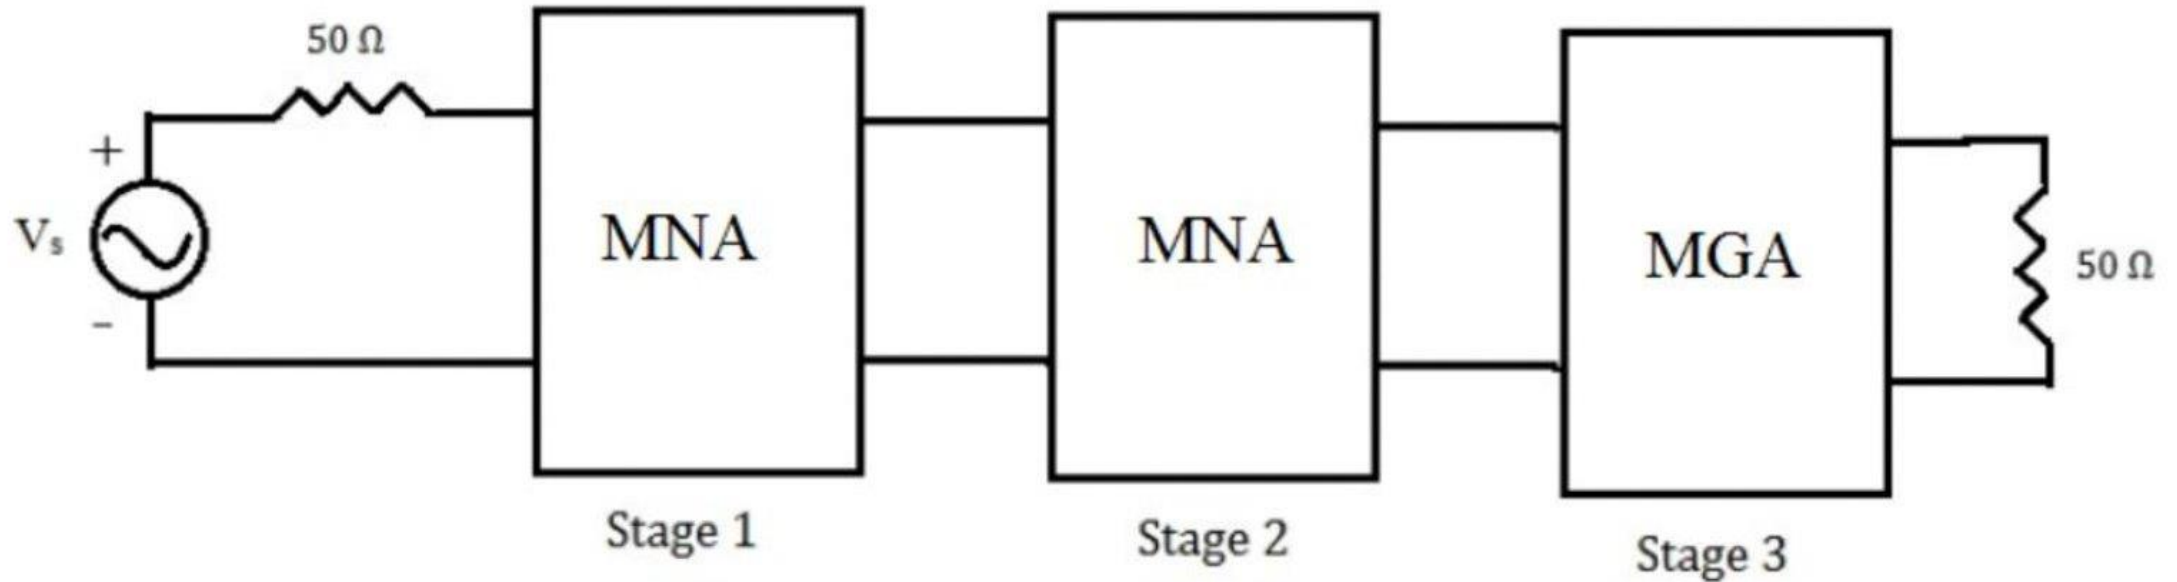 50 Ω
+
Vs
−
MNA
MNA
MGA
50 Ω
Stage 1
Stage 2
Stage 3